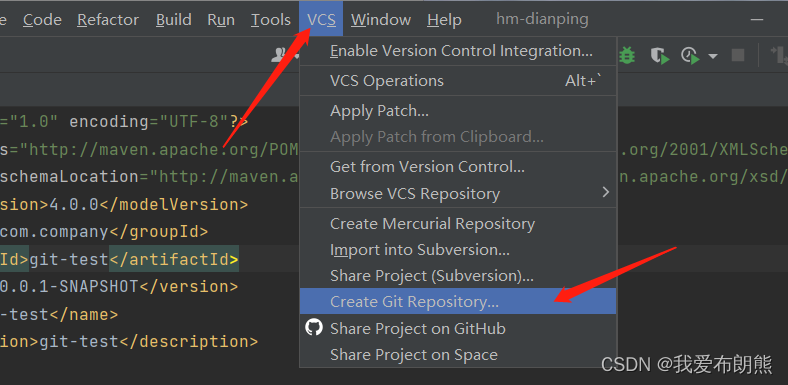 e Code Refactor Build Run Tools VCS Window Help hm-dianping
Enable Version Control Integration...
VCS Operations Alt+`
="1.0" encoding="UTF-8"?> Apply Patch...
Apply Patch from Clipboard...
s="http://maven.apache.org/POM .org/2001/XMLSche
schemaLocation="http://maven.a Get from Version Control... n.apache.org/xsd/
sion>4.0.0</modelVersion> Browse VCS Repository
com.company</groupId> Create Mercurial Repository
Id>git-test</artifactId> Import into Subversion...
0.0.1-SNAPSHOT</version> Share Project (Subversion)...
-test</name> Create Git Repository...
ion>git-test</description> Share Project on GitHub
Share Project on Space
CSDN @我爱布朗熊